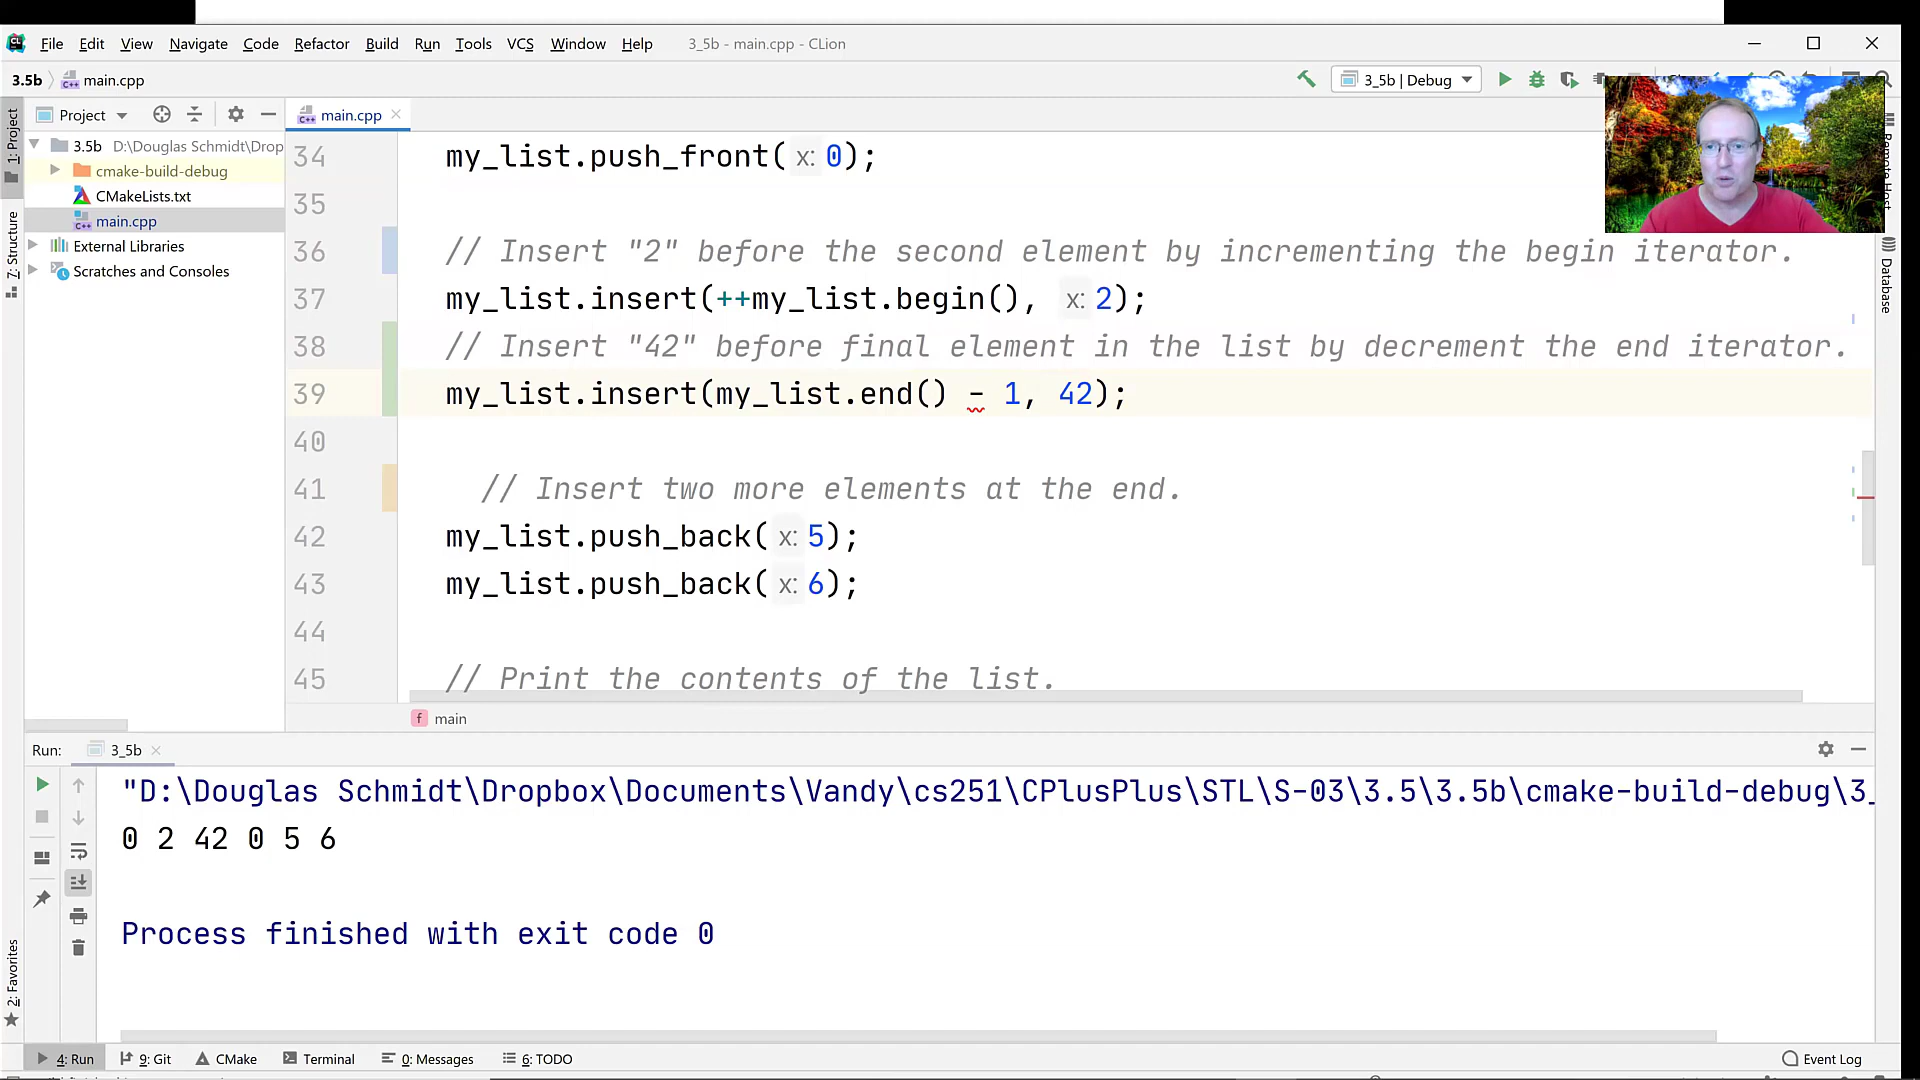 File Edit View Navigate Code Refactor Build Run Tools VCS Window Help 3_5b - main.cpp - CLion
3.5b main.cpp 3_5b | Debug
1: Project
7: Structure
2: Favorites
Project
3.5b D:\Douglas Schmidt\Drop
cmake-build-debug
CMakeLists.txt
main.cpp
External Libraries
Scratches and Consoles
main.cpp
34 my_list.push_front( x: 0);
35
36 // Insert "2" before the second element by incrementing the begin iterator.
37 my_list.insert(++my_list.begin(), x: 2);
38 // Insert "42" before final element in the list by decrement the end iterator.
39 my_list.insert(my_list.end() - 1, 42);
40
41 // Insert two more elements at the end.
42 my_list.push_back( x: 5);
43 my_list.push_back( x: 6);
44
45 // Print the contents of the list.
f main
Remote Host
Database
Run: 3_5b
"D:\Douglas Schmidt\Dropbox\Documents\Vandy\cs251\CPlusPlus\STL\S-03\3.5\3.5b\cmake-build-debug\3_
0 2 42 0 5 6
Process finished with exit code 0
4: Run 9: Git CMake Terminal 0: Messages 6: TODO Event Log